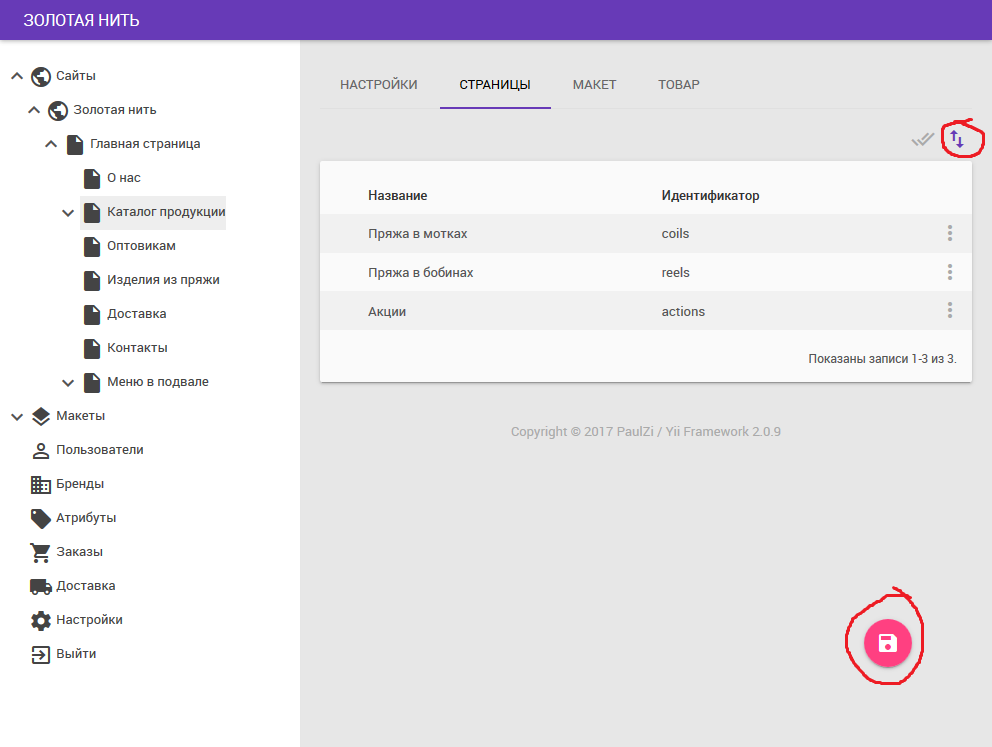 ЗОЛОТАЯ НИТЬ
Сайты
Золотая нить
Главная страница
О нас
Каталог продукции
Оптовикам
Изделия из пряжи
Доставка
Контакты
Меню в подвале
Макеты
Пользователи
Бренды
Атрибуты
Заказы
Доставка
Настройки
Выйти
НАСТРОЙКИ СТРАНИЦЫ МАКЕТ ТОВАР
Название Идентификатор
Пряжа в мотках coils
Пряжа в бобинах reels
Акции actions
Показаны записи 1-3 из 3.
Copyright © 2017 PaulZi / Yii Framework 2.0.9